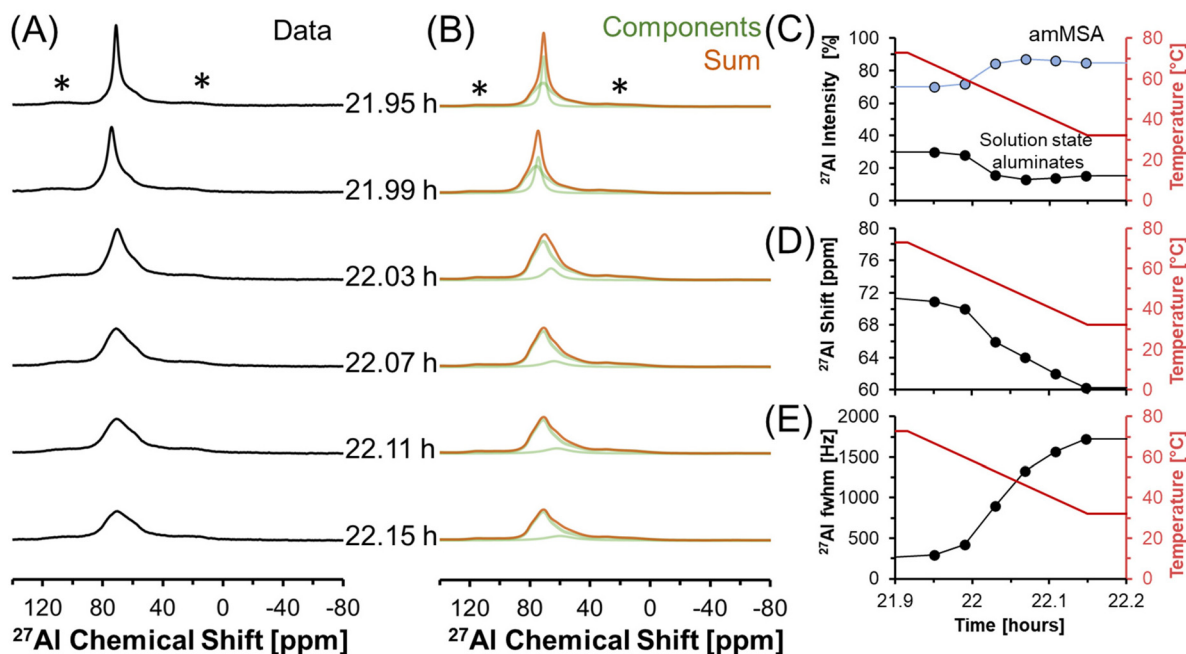 (A)
Data
*
*
21.95 h
21.99 h
22.03 h
22.07 h
22.11 h
22.15 h
120
80
40
0
-40
-80
²⁷Al Chemical Shift [ppm]
(B)
Components
Sum
*
*
120
80
40
0
-40
-80
²⁷Al Chemical Shift [ppm]
(C)
amMSA
²⁷Al Intensity [%]
100
80
60
40
20
0
Solution state
aluminates
80
60
40
20
0
Temperature [°C]
(D)
²⁷Al Shift [ppm]
80
76
72
68
64
60
80
60
40
20
0
Temperature [°C]
(E)
²⁷Al fwhm [Hz]
2000
1500
1000
500
0
80
60
40
20
0
Temperature [°C]
21.9
22
22.1
22.2
Time [hours]